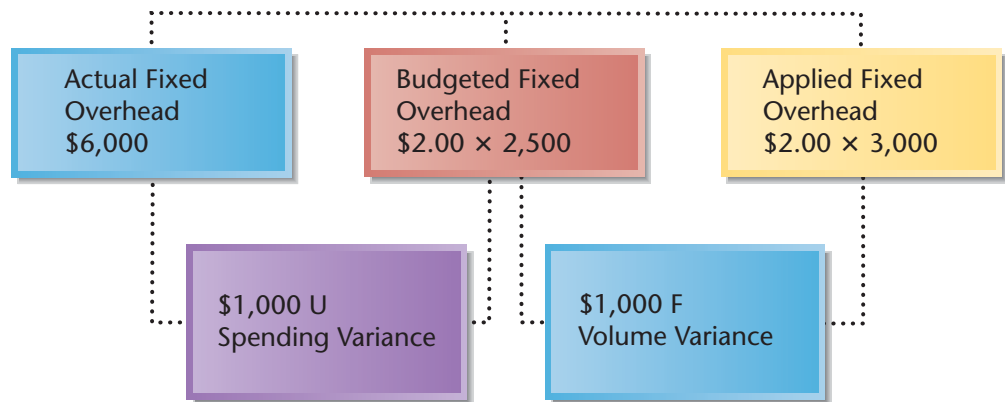 Actual Fixed
Overhead
$6,000
Budgeted Fixed
Overhead
$2.00 × 2,500
Applied Fixed
Overhead
$2.00 × 3,000
$1,000 U
Spending Variance
$1,000 F
Volume Variance